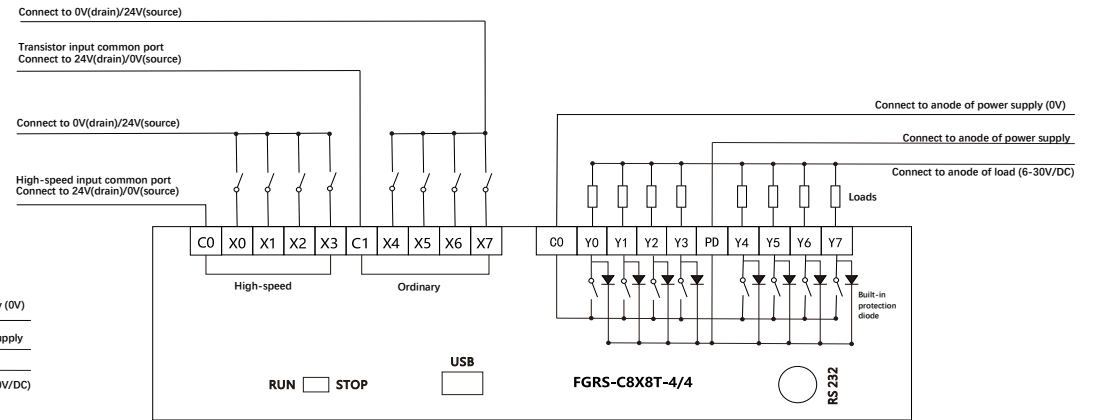 Connect to 0V(drain)/24V(source)
Transistor input common port
Connect to 24V(drain)/0V(source)
Connect to 0V(drain)/24V(source)
High-speed input common port
Connect to 24V(drain)/0V(source)
Connect to anode of power supply (0V)
Connect to anode of power supply
Connect to anode of load (6-30V/DC)
Loads
C0 X0 X1 X2 X3 C1 X4 X5 X6 X7
C0 Y0 Y1 Y2 Y3 PD Y4 Y5 Y6 Y7
High-speed
Ordinary
Built-in
protection
diode
(0V)
pply
V/DC)
USB
RUN STOP
FGRS-C8X8T-4/4
RS 232